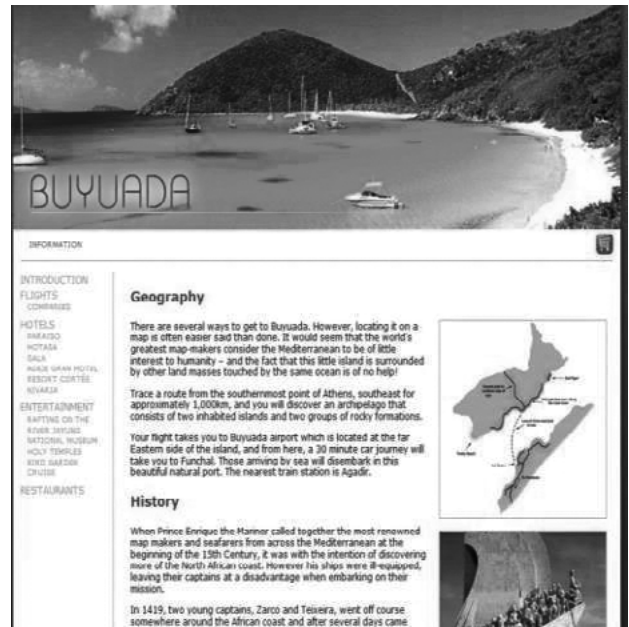 BUYUADA
INFORMATION
INTRODUCTION
FLIGHTS
COMPANIES
HOTELS
PARAISO
HOTASA
GALA
RESORT CORTÉS
ENTERTAINMENT
RAFTING ON THE
RIVER
NATIONAL MUSEUM
HOLY TEMPLES
BIRD GARDEN
CRUISE
RESTAURANTS
Geography
There are several ways to get to Buyuada. However, locating it on a
map is often easier said than done. It would seem that the world's
greatest map-makers consider the Mediterranean to be of little
interest to humanity – and the fact that this little island is surrounded
by other land masses touched by the same ocean is of no help!
Trace a route from the southernmost point of Athens, southeast for
approximately 1,000km, and you will discover an archipelago that
consists of two inhabited islands and two groups of rocky formations.
Your flight takes you to Buyuada airport which is located at the far
Eastern side of the island, and from here, a 30 minute car journey will
take you to Funchal. Those arriving by sea will disembark in this
beautiful natural port. The nearest train station is Agadir.
History
When Prince Enrique the Mariner called together the most renowned
map makers and seafarers from across the Mediterranean at the
beginning of the 15th Century, it was with the intention of discovering
more of the North African coast. However his ships were ill-equipped,
leaving their captains at a disadvantage when embarking on their
mission.
In 1419, two young captains, Zarco and Teixeira, went off course
somewhere around the African coast and after several days came